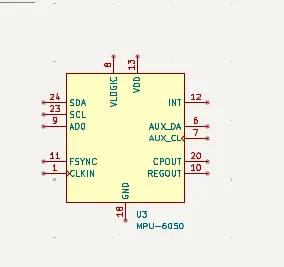 8
13
VLOGIC
VDD
24 SDA
INT 12
23 SCL
9 AD0
AUX_DA 6
AUX_CL 7
11 FSYNC
CPOUT 20
1 CLKIN
REGOUT 10
GND
18
U3
MPU-6050